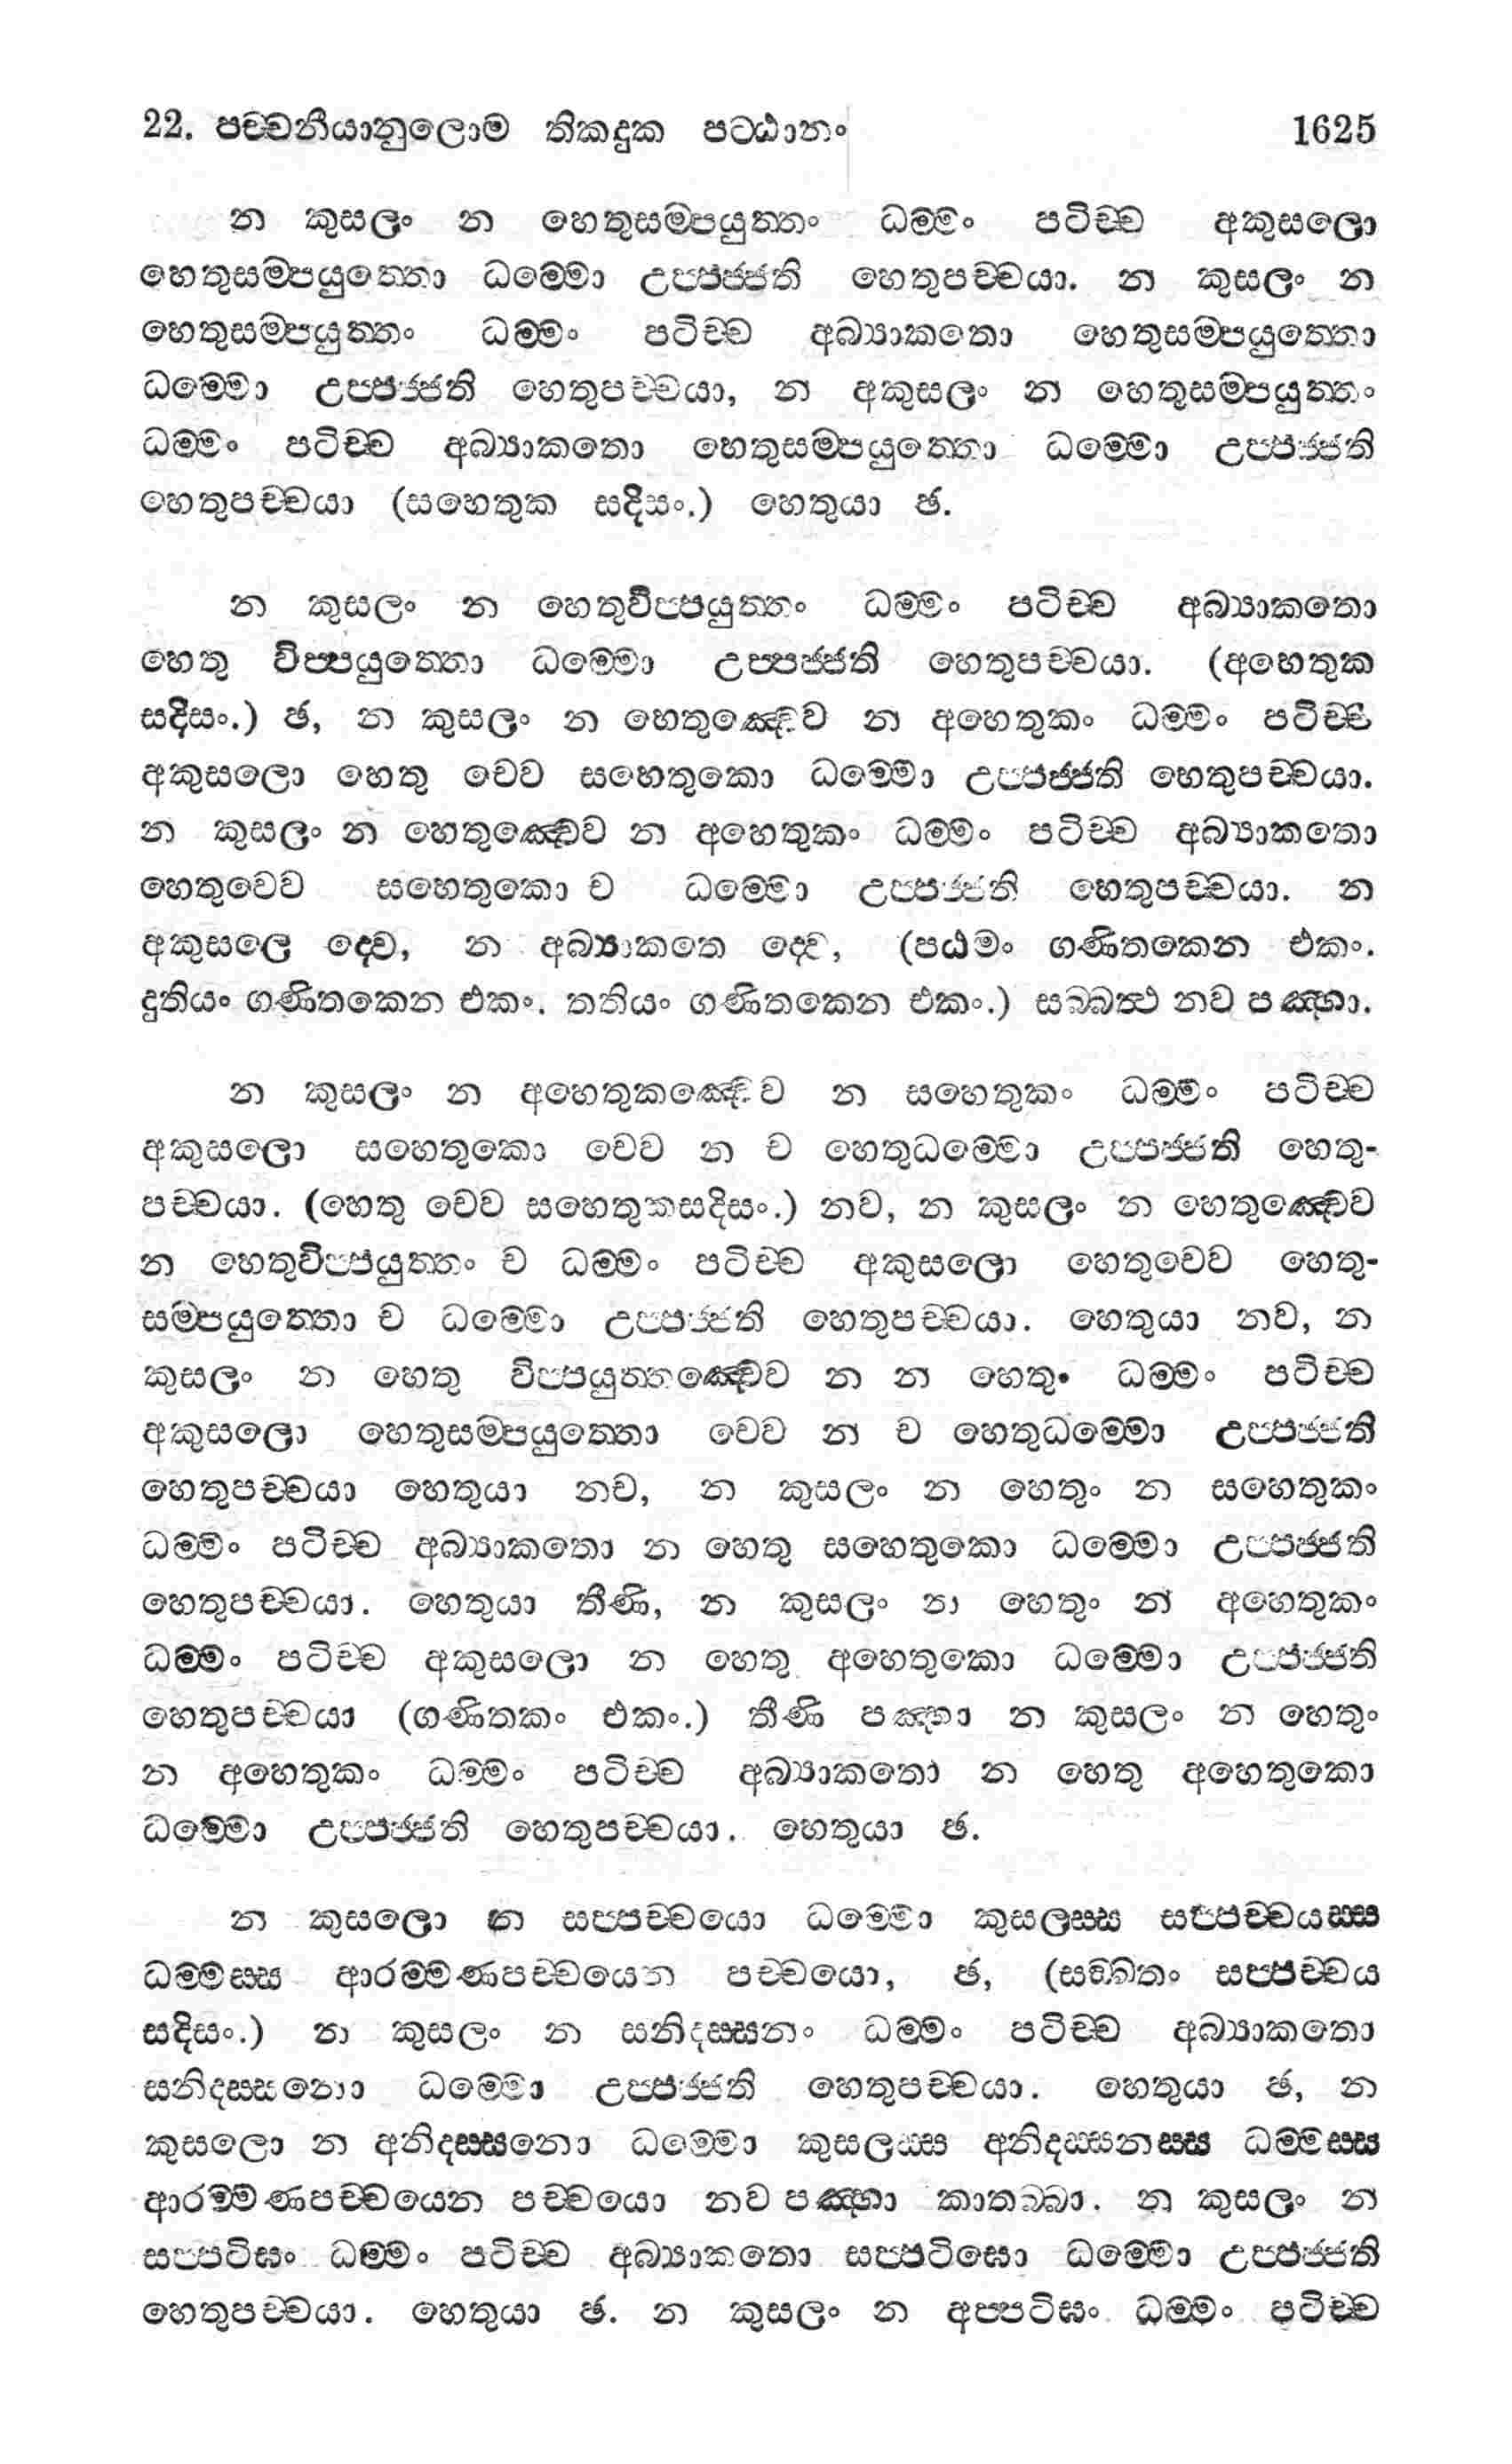 22. පච්චනීයානුලොම තිකදුක පට්ඨානං 1625
න කුසලං න හෙතුසම්පයුත්තං ධම්මං පටිච්ච අකුසලො
හෙතුසම්පයුත්තො ධම්මො උප්පජ්ජති හෙතුපච්චයා. න කුසලං න
හෙතුසම්පයුත්තං ධම්මං පටිච්ච අබ්‍යාකතො හෙතුසම්පයුත්තො
ධම්මො උප්පජ්ජති හෙතුපච්චයා, න අකුසලං න හෙතුසම්පයුත්තං
ධම්මං පටිච්ච අබ්‍යාකතො හෙතුසම්පයුත්තො ධම්මො උප්පජ්ජති
හෙතුපච්චයා (සහෙතුක සදිසං.) හෙතුයා ඡ.
න කුසලං න හෙතුවිප්පයුත්තං ධම්මං පටිච්ච අබ්‍යාකතො
හෙතු විප්පයුත්තො ධම්මො උප්පජ්ජති හෙතුපච්චයා. (අහෙතුක
සදිසං.) ඡ, න කුසලං න හෙතුඤ්චෙව න අහෙතුකං ධම්මං පටිච්ච
අකුසලො හෙතු චෙව සහෙතුකො ධම්මො උප්පජ්ජති හෙතුපච්චයා.
න කුසලං න හෙතුඤ්චෙව න අහෙතුකං ධම්මං පටිච්ච අබ්‍යාකතො
හෙතුචෙව සහෙතුකො ච ධම්මො උප්පජ්ජති හෙතුපච්චයා. න
අකුසලෙ ද්වෙ, න අබ්‍යාකතෙ ද්වෙ, (පඨමං ගණිතකෙන එකං.
දුතියං ගණිතකෙන එකං. තතියං ගණිතකෙන එකං.) සබ්බත්‍ථ නව පඤ්හා.
න කුසලං න අහෙතුකඤ්චෙව න සහෙතුකං ධම්මං පටිච්ච
අකුසලො සහෙතුකො චෙව න ච හෙතුධම්මො උප්පජ්ජති හෙතු-
පච්චයා. (හෙතු චෙව සහෙතුකසදිසං.) නව, න කුසලං න හෙතුඤ්චෙව
න හෙතුවිප්පයුත්තං ච ධම්මං පටිච්ච අකුසලො හෙතුචෙව හෙතු-
සම්පයුත්තො ච ධම්මො උප්පජ්ජති හෙතුපච්චයා. හෙතුයා නව, න
කුසලං න හෙතු විප්පයුත්තඤ්චෙව න න හෙතුං ධම්මං පටිච්ච
අකුසලො හෙතුසම්පයුත්තො චෙව න ච හෙතුධම්මො උප්පජ්ජති
හෙතුපච්චයා හෙතුයා නව, න කුසලං න හෙතුං න සහෙතුකං
ධම්මං පටිච්ච අබ්‍යාකතො න හෙතු සහෙතුකො ධම්මො උප්පජ්ජති
හෙතුපච්චයා. හෙතුයා තීණි, න කුසලං න හෙතුං න අහෙතුකං
ධම්මං පටිච්ච අකුසලො න හෙතු අහෙතුකො ධම්මො උප්පජ්ජති
හෙතුපච්චයා (ගණිතකං එකං.) තීණි පඤ්හා න කුසලං න හෙතුං
න අහෙතුකං ධම්මං පටිච්ච අබ්‍යාකතො න හෙතු අහෙතුකො
ධම්මො උප්පජ්ජති හෙතුපච්චයා. හෙතුයා ඡ.
න කුසලො න සප්පච්චයො ධම්මො කුසලස්ස සප්පච්චයස්ස
ධම්මස්ස ආරම්මණපච්චයෙන පච්චයො, ඡ, (සඞ්ඛතං සප්පච්චය
සදිසං.) න කුසලං න සනිදස්සනං ධම්මං පටිච්ච අබ්‍යාකතො
සනිදස්සනො ධම්මො උප්පජ්ජති හෙතුපච්චයා. හෙතුයා ඡ, න
කුසලො න අනිදස්සනො ධම්මො කුසලස්ස අනිදස්සනස්ස ධම්මස්ස
ආරම්මණපච්චයෙන පච්චයො නව පඤ්හා කාතබ්බා. න කුසලං න
සප්පටිඝං ධම්මං පටිච්ච අබ්‍යාකතො සප්පටිඝො ධම්මො උප්පජ්ජති
හෙතුපච්චයා. හෙතුයා ඡ. න කුසලං න අප්පටිඝං ධම්මං පටිච්ච